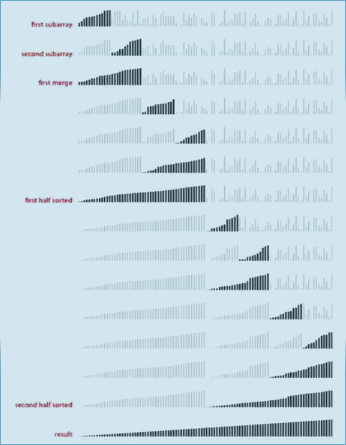 first subarray
second subarray
first merge
first half sorted
second half sorted
result